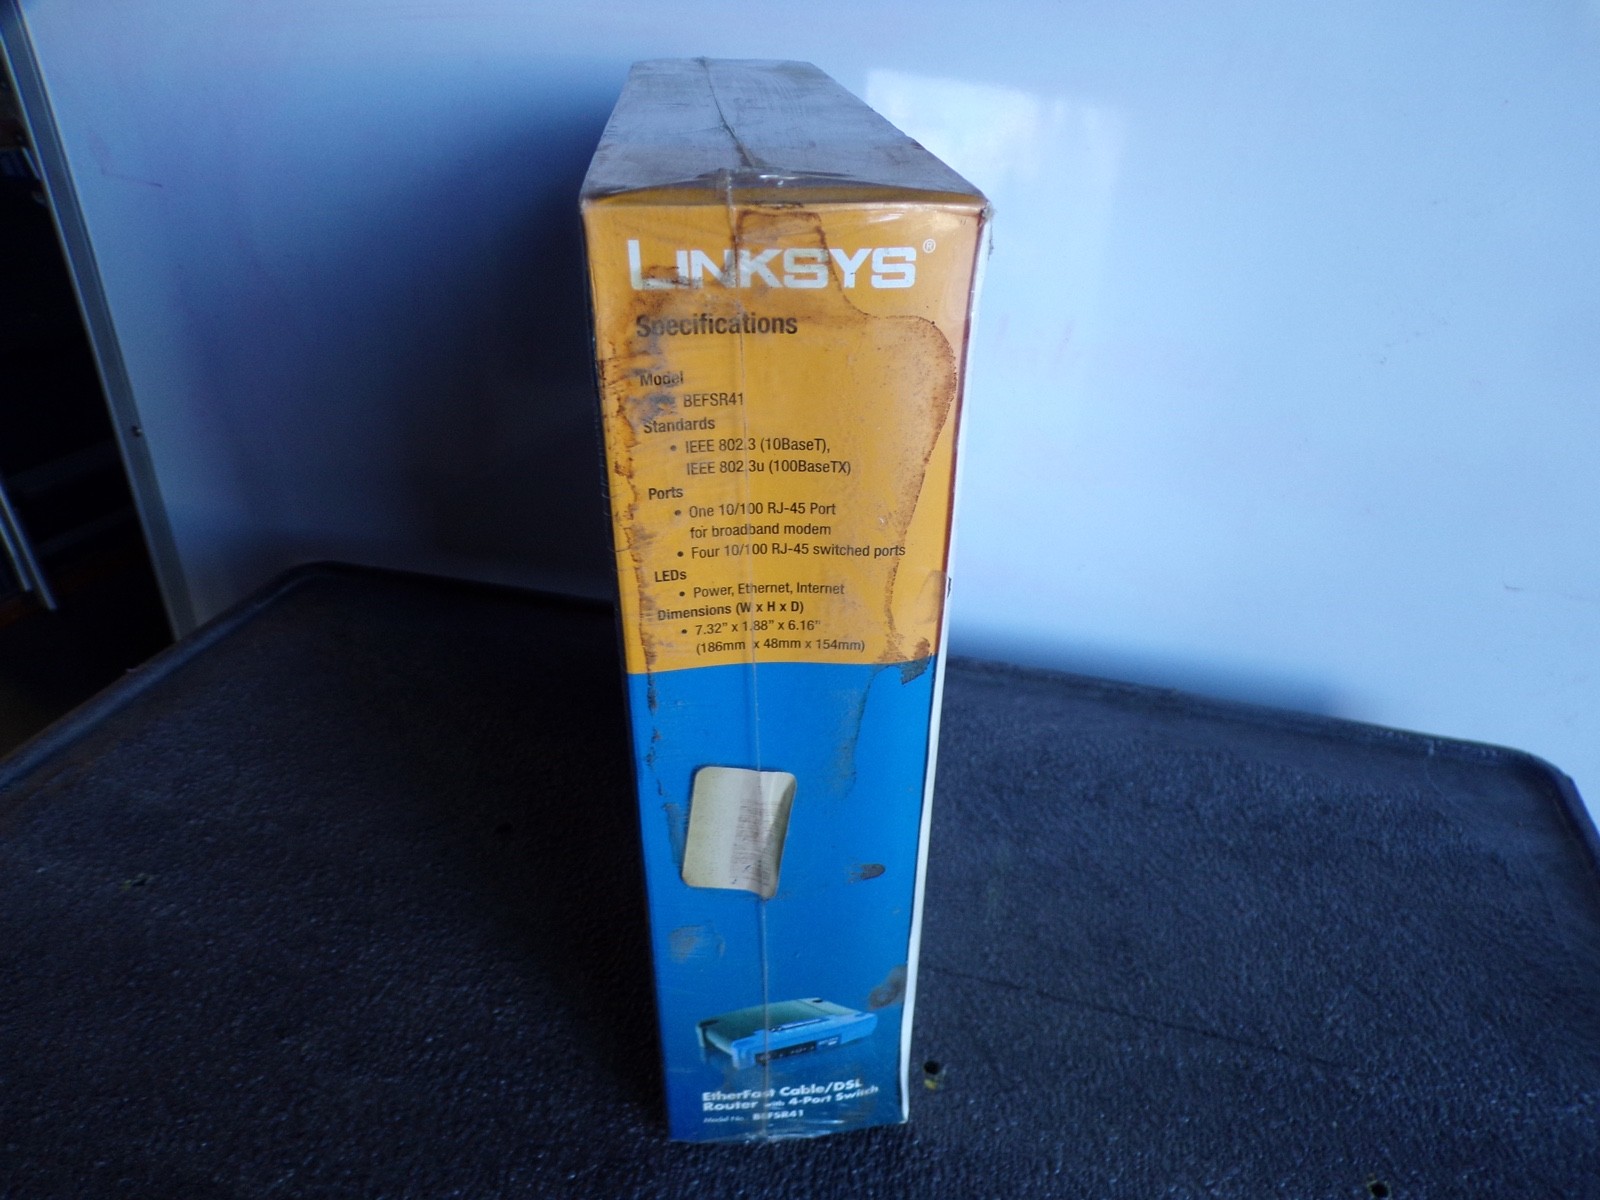 LINKSYS®
Specifications
Model
BEFSR41
Standards
• IEEE 802.3 (10BaseT),
IEEE 802.3u (100BaseTX)
Ports
• One 10/100 RJ-45 Port
for broadband modem
• Four 10/100 RJ-45 switched ports
LEDs
• Power, Ethernet, Internet
Dimensions (W x H x D)
• 7.32” x 1.88” x 6.16”
(186mm x 48mm x 154mm)
EtherFast Cable/DSL
Router with 4-Port Switch
Model No. BEFSR41